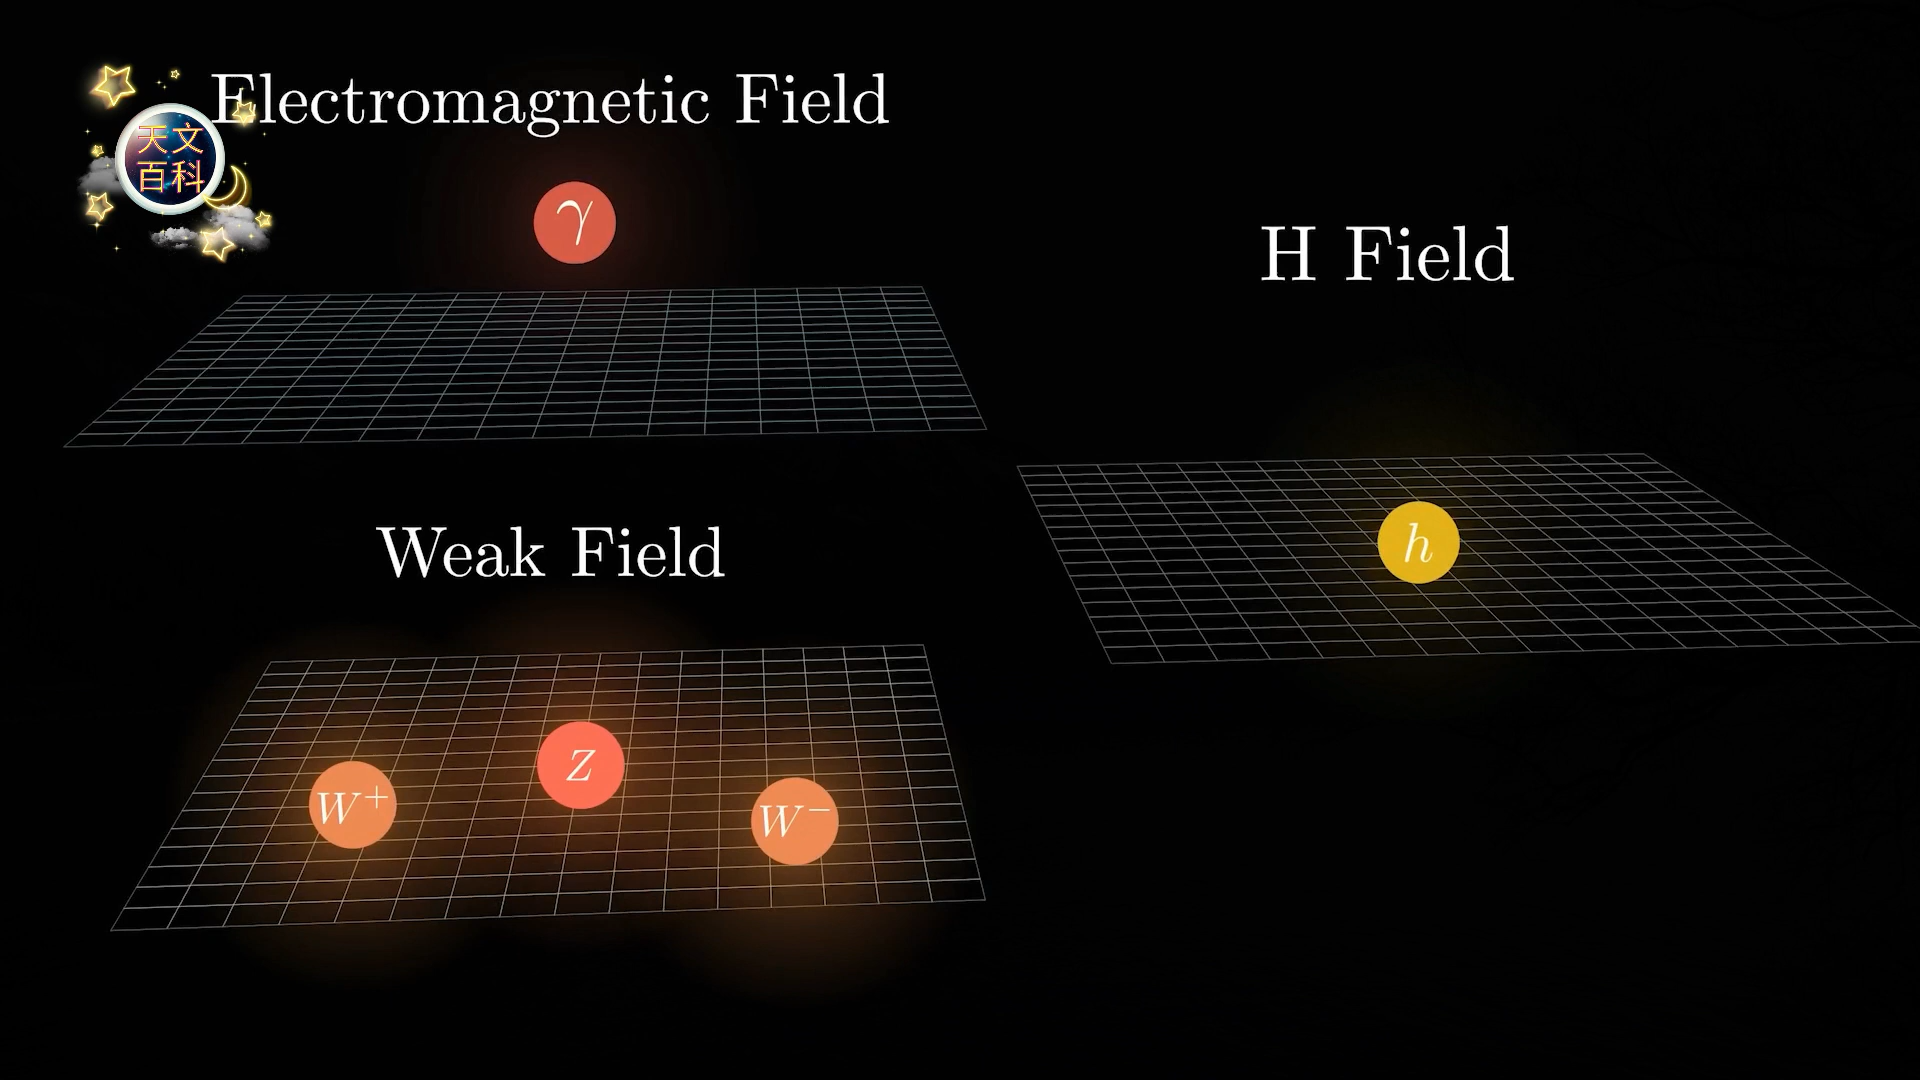 Electromagnetic Field
天文
百科
γ
H Field
h
Weak Field
Z
W⁺
W⁻